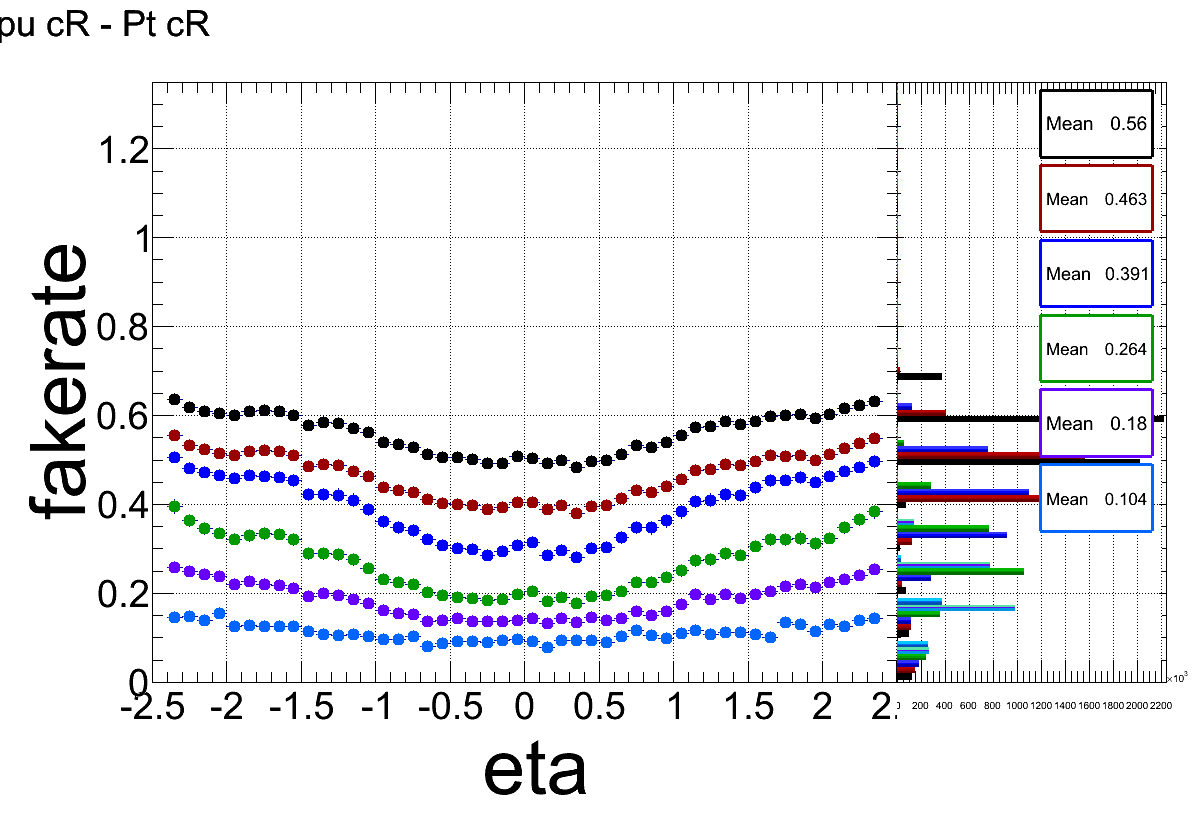 pu cR - Pt cR
1.2
1
0.8
0.6
0.4
0.2
0
fakerate
-2.5 -2 -1.5 -1 -0.5 0 0.5 1 1.5 2 2.
eta
Mean 0.56
Mean 0.463
Mean 0.391
Mean 0.264
Mean 0.18
Mean 0.104
×10³
200 400 600 800 1000 1200 1400 1600 1800 2000 2200